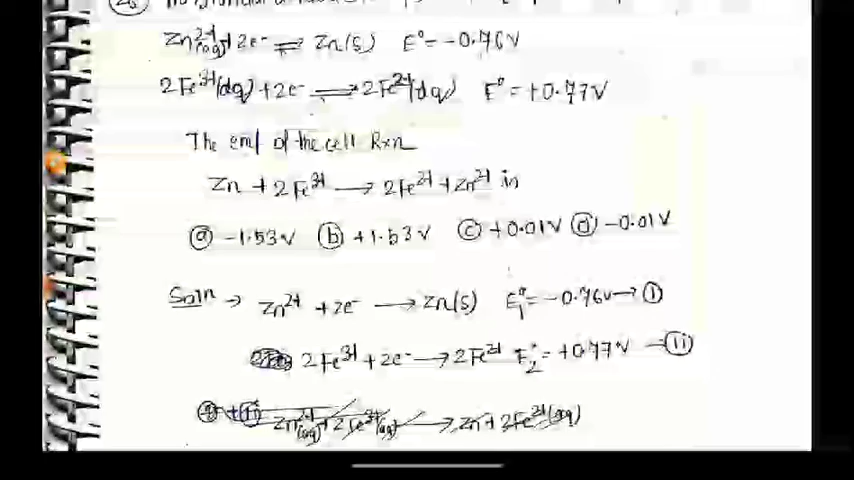 Zn²⁺(aq) + 2e⁻ ⇌ Zn(s) E° = -0.76V
2Fe³⁺(aq) + 2e⁻ ⇌ 2Fe²⁺(aq) E° = +0.77V
The emf of the cell Rxn
Zn + 2Fe³⁺ → 2Fe²⁺ + Zn²⁺ is
(a) -1.53V (b) +1.53V (c) +0.01V (d) -0.01V
Soln → Zn²⁺ + 2e⁻ → Zn(s) E₁° = -0.76V → (i)
2Fe³⁺ + 2e⁻ → 2Fe²⁺ E₂° = +0.77V — (ii)
Zn²⁺(aq) + 2Fe³⁺(aq) → Zn + 2Fe²⁺(aq)